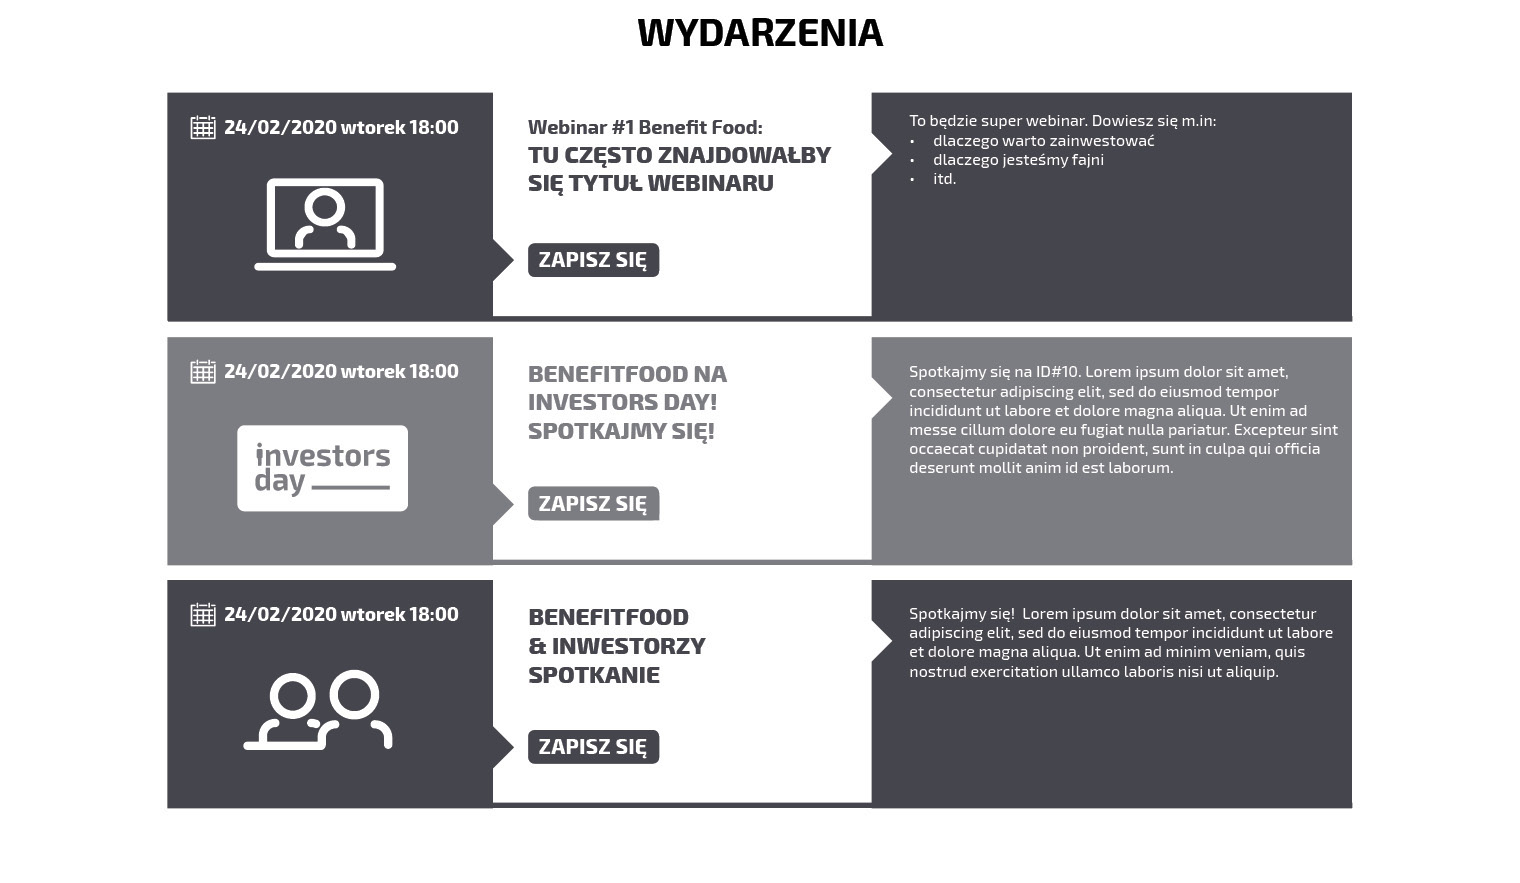 WYDARZENIA
24/02/2020 wtorek 18:00
Webinar #1 Benefit Food:
TU CZĘSTO ZNAJDOWAŁBY
SIĘ TYTUŁ WEBINARU
ZAPISZ SIĘ
To będzie super webinar. Dowiesz się m.in:
• dlaczego warto zainwestować
• dlaczego jesteśmy fajni
• itd.
24/02/2020 wtorek 18:00
investors
day
BENEFITFOOD NA
INVESTORS DAY!
SPOTKAJMY SIĘ!
ZAPISZ SIĘ
Spotkajmy się na ID#10. Lorem ipsum dolor sit amet,
consectetur adipiscing elit, sed do eiusmod tempor
incididunt ut labore et dolore magna aliqua. Ut enim ad
messe cillum dolore eu fugiat nulla pariatur. Excepteur sint
occaecat cupidatat non proident, sunt in culpa qui officia
deserunt mollit anim id est laborum.
24/02/2020 wtorek 18:00
BENEFITFOOD
& INWESTORZY
SPOTKANIE
ZAPISZ SIĘ
Spotkajmy się! Lorem ipsum dolor sit amet, consectetur
adipiscing elit, sed do eiusmod tempor incididunt ut labore
et dolore magna aliqua. Ut enim ad minim veniam, quis
nostrud exercitation ullamco laboris nisi ut aliquip.